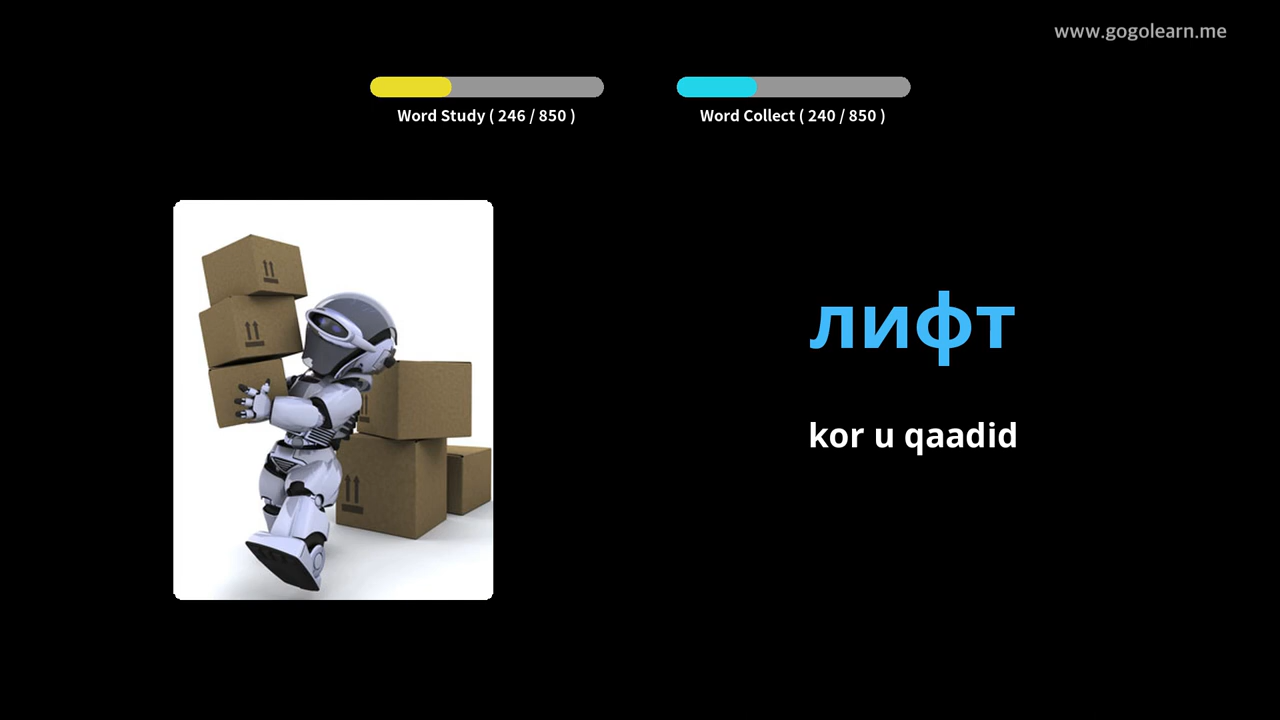 www.gogolearn.me
Word Study ( 246 / 850 )
Word Collect ( 240 / 850 )
лифт
kor u qaadid